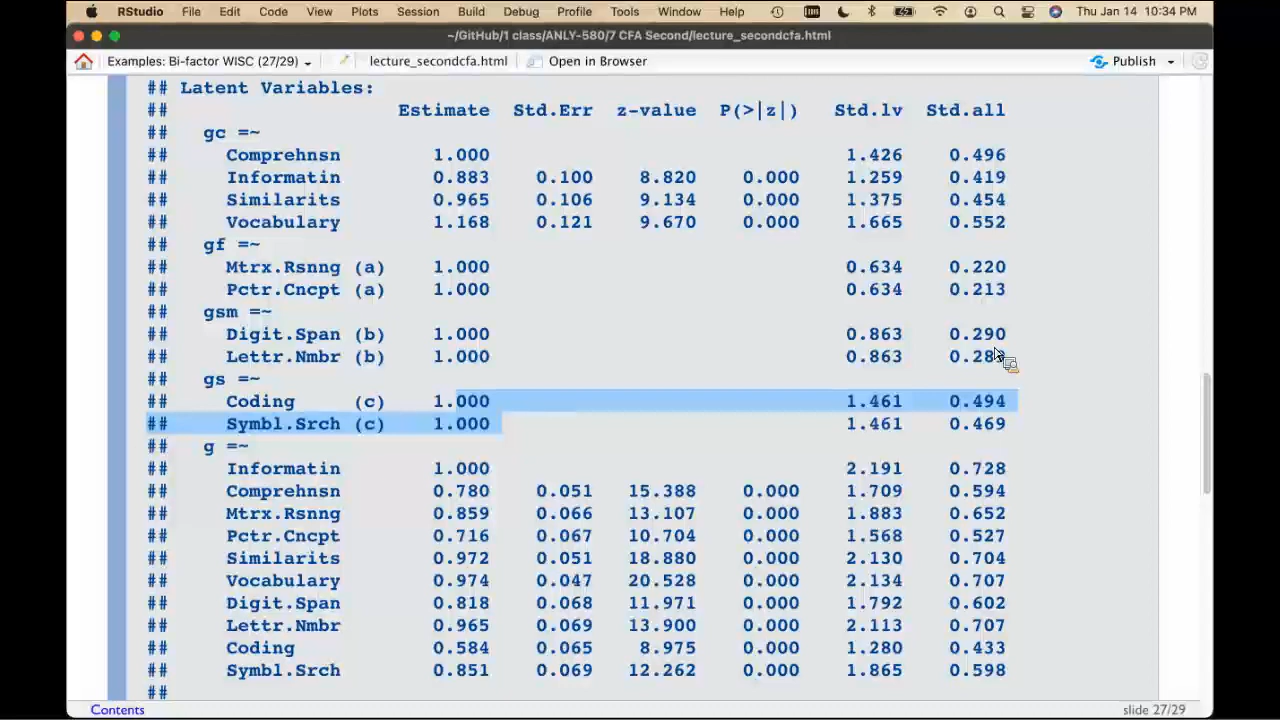 RStudio File Edit Code View Plots Session Build Debug Profile Tools Window Help Thu Jan 14 10:34 PM
~/GitHub/1 class/ANLY-580/7 CFA Second/lecture_secondcfa.html
Examples: Bi-factor WISC (27/29) lecture_secondcfa.html Open in Browser Publish
## Latent Variables:
## Estimate Std.Err z-value P(>|z|) Std.lv Std.all
## gc =~
## Comprehnsn 1.000 1.426 0.496
## Informatin 0.883 0.100 8.820 0.000 1.259 0.419
## Similarits 0.965 0.106 9.134 0.000 1.375 0.454
## Vocabulary 1.168 0.121 9.670 0.000 1.665 0.552
## gf =~
## Mtrx.Rsnng (a) 1.000 0.634 0.220
## Pctr.Cncpt (a) 1.000 0.634 0.213
## gsm =~
## Digit.Span (b) 1.000 0.863 0.290
## Lettr.Nmbr (b) 1.000 0.863
## gs =~
## Coding (c) 1.000 1.461 0.494
## Symbl.Srch (c) 1.000 1.461 0.469
## g =~
## Informatin 1.000 2.191 0.728
## Comprehnsn 0.780 0.051 15.388 0.000 1.709 0.594
## Mtrx.Rsnng 0.859 0.066 13.107 0.000 1.883 0.652
## Pctr.Cncpt 0.716 0.067 10.704 0.000 1.568 0.527
## Similarits 0.972 0.051 18.880 0.000 2.130 0.704
## Vocabulary 0.974 0.047 20.528 0.000 2.134 0.707
## Digit.Span 0.818 0.068 11.971 0.000 1.792 0.602
## Lettr.Nmbr 0.965 0.069 13.900 0.000 2.113 0.707
## Coding 0.584 0.065 8.975 0.000 1.280 0.433
## Symbl.Srch 0.851 0.069 12.262 0.000 1.865 0.598
##
Contents slide 27/29